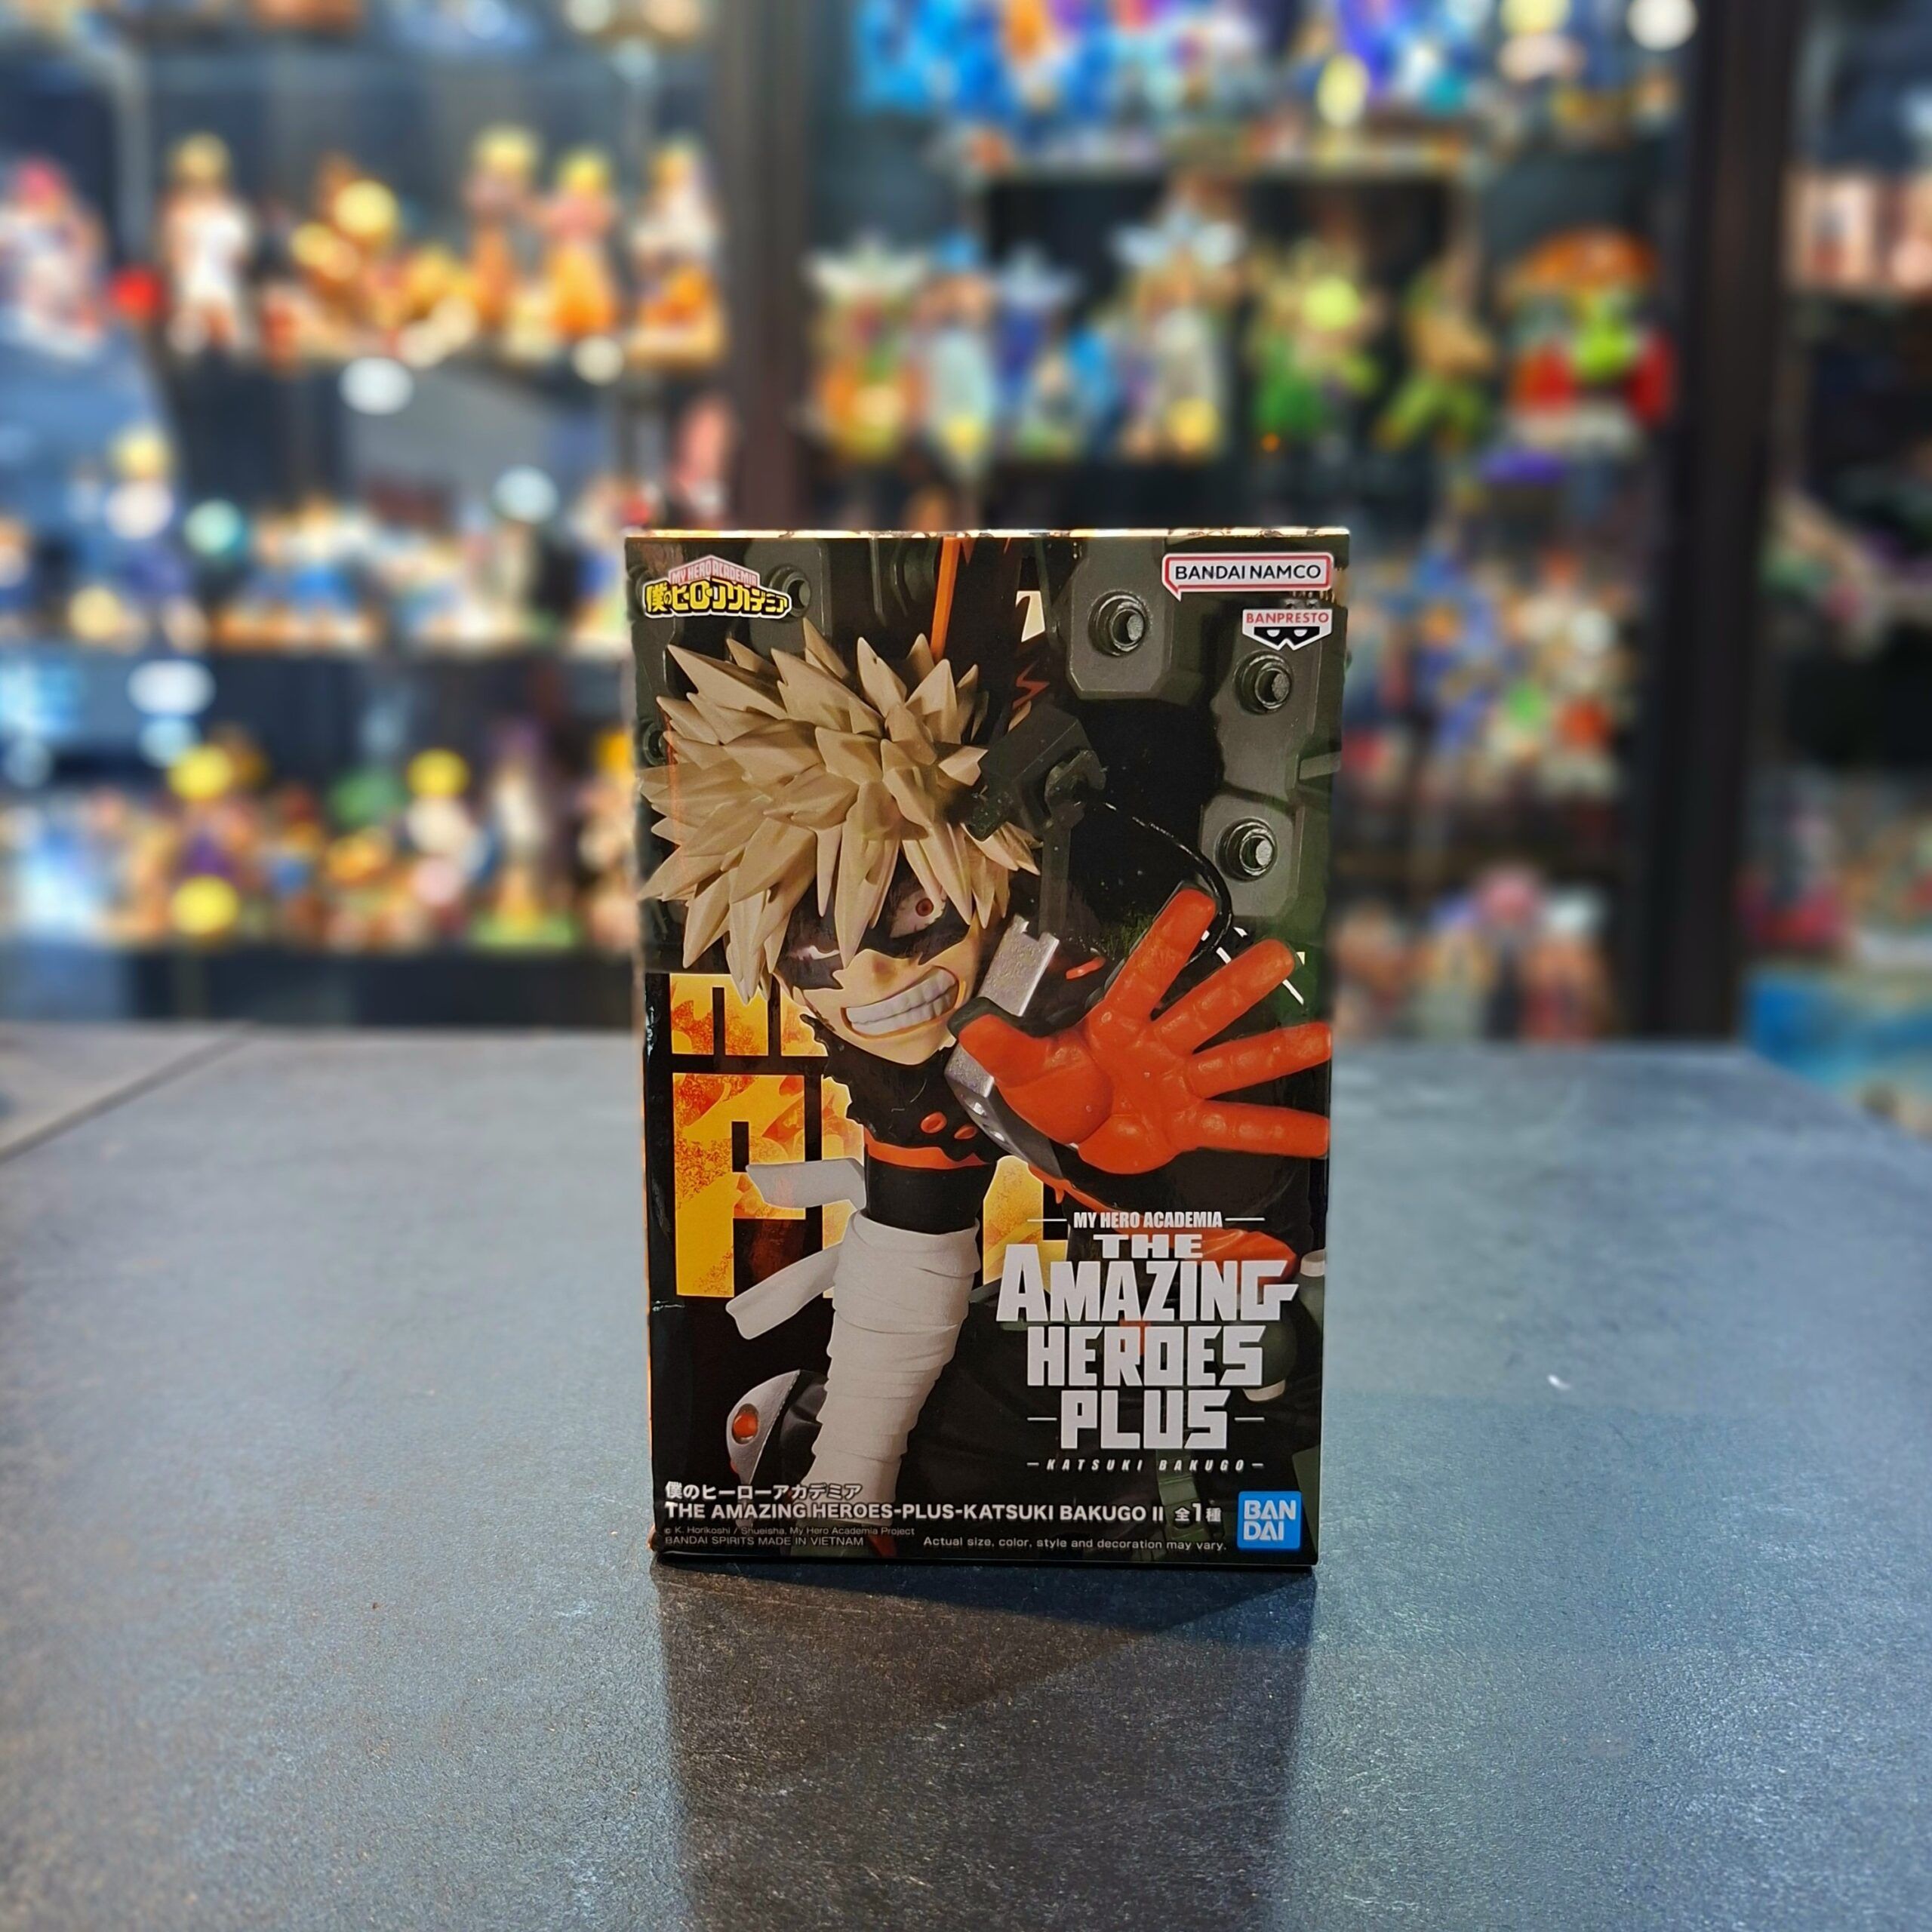 MY HERO ACADEMIA
僕のヒーローアカデミア
BANDAI NAMCO
BANPRESTO
MY HERO ACADEMIA
THE
AMAZING
HEROES
PLUS
KATSUKI BAKUGO
僕のヒーローアカデミア
THE AMAZING HEROES-PLUS-KATSUKI BAKUGO II 全1種
© K. Horikoshi / Shueisha, My Hero Academia Project
BANDAI SPIRITS MADE IN VIETNAM
Actual size, color, style and decoration may vary.
BAN
DAI